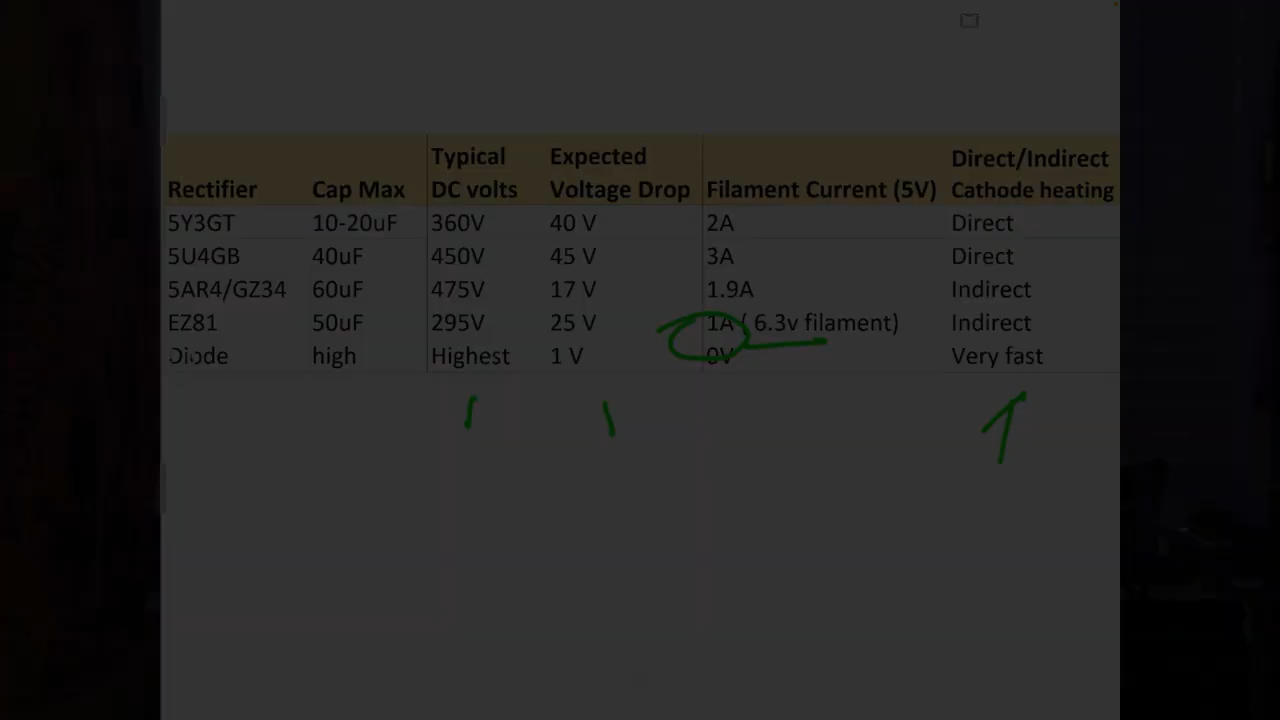 Typical Expected Direct/Indirect
Rectifier Cap Max DC volts Voltage Drop Filament Current (5V) Cathode heating
5Y3GT 10-20uF 360V 40 V 2A Direct
5U4GB 40uF 450V 45 V 3A Direct
5AR4/GZ34 60uF 475V 17 V 1.9A Indirect
EZ81 50uF 295V 25 V 1A ( 6.3v filament) Indirect
Diode high Highest 1 V 0V Very fast